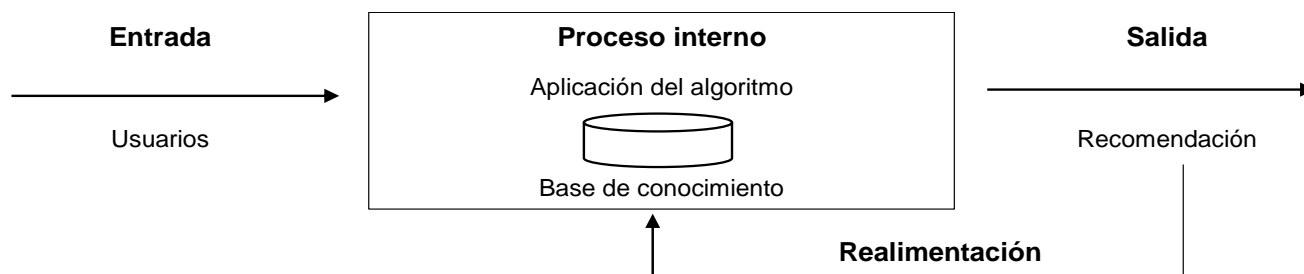 Entrada
Proceso interno
Salida
Aplicación del algoritmo
Usuarios
Recomendación
Base de conocimiento
Realimentación